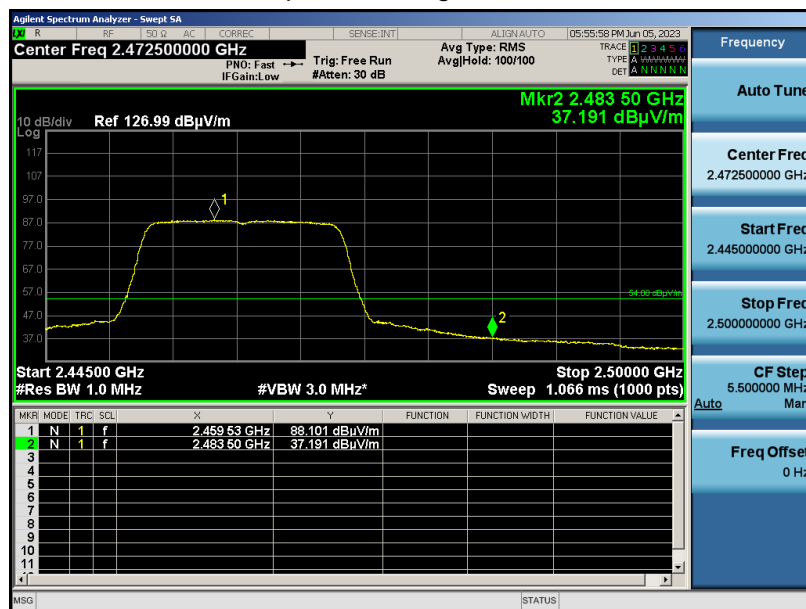 Agilent Spectrum Analyzer - Swept SA
LXI R RF 50 Ω AC CORREC SENSE:INT ALIGN AUTO 05:55:58 PM Jun 05, 2023
Center Freq 2.472500000 GHz
PNO: Fast
IFGain:Low
Trig: Free Run
#Atten: 30 dB
Avg Type: RMS
Avg|Hold: 100/100
TRACE 1 2 3 4 5 6
TYPE A WWWWW
DET A N N N N N
Mkr2 2.483 50 GHz
37.191 dBµV/m
10 dB/div Ref 126.99 dBµV/m
Log
117
107
97.0
87.0
77.0
67.0
57.0
47.0
37.0
1
2
54.00 dBµV/m
Start 2.44500 GHz Stop 2.50000 GHz
#Res BW 1.0 MHz #VBW 3.0 MHz* Sweep 1.066 ms (1000 pts)
MKR MODE TRC SCL X Y FUNCTION FUNCTION WIDTH FUNCTION VALUE
1 N 1 f 2.459 53 GHz 88.101 dBµV/m
2 N 1 f 2.483 50 GHz 37.191 dBµV/m
3
4
5
6
7
8
9
10
11
MSG STATUS
Frequency
Auto Tune
Center Freq
2.472500000 GHz
Start Freq
2.445000000 GHz
Stop Freq
2.500000000 GHz
CF Step
5.500000 MHz
Auto Man
Freq Offset
0 Hz